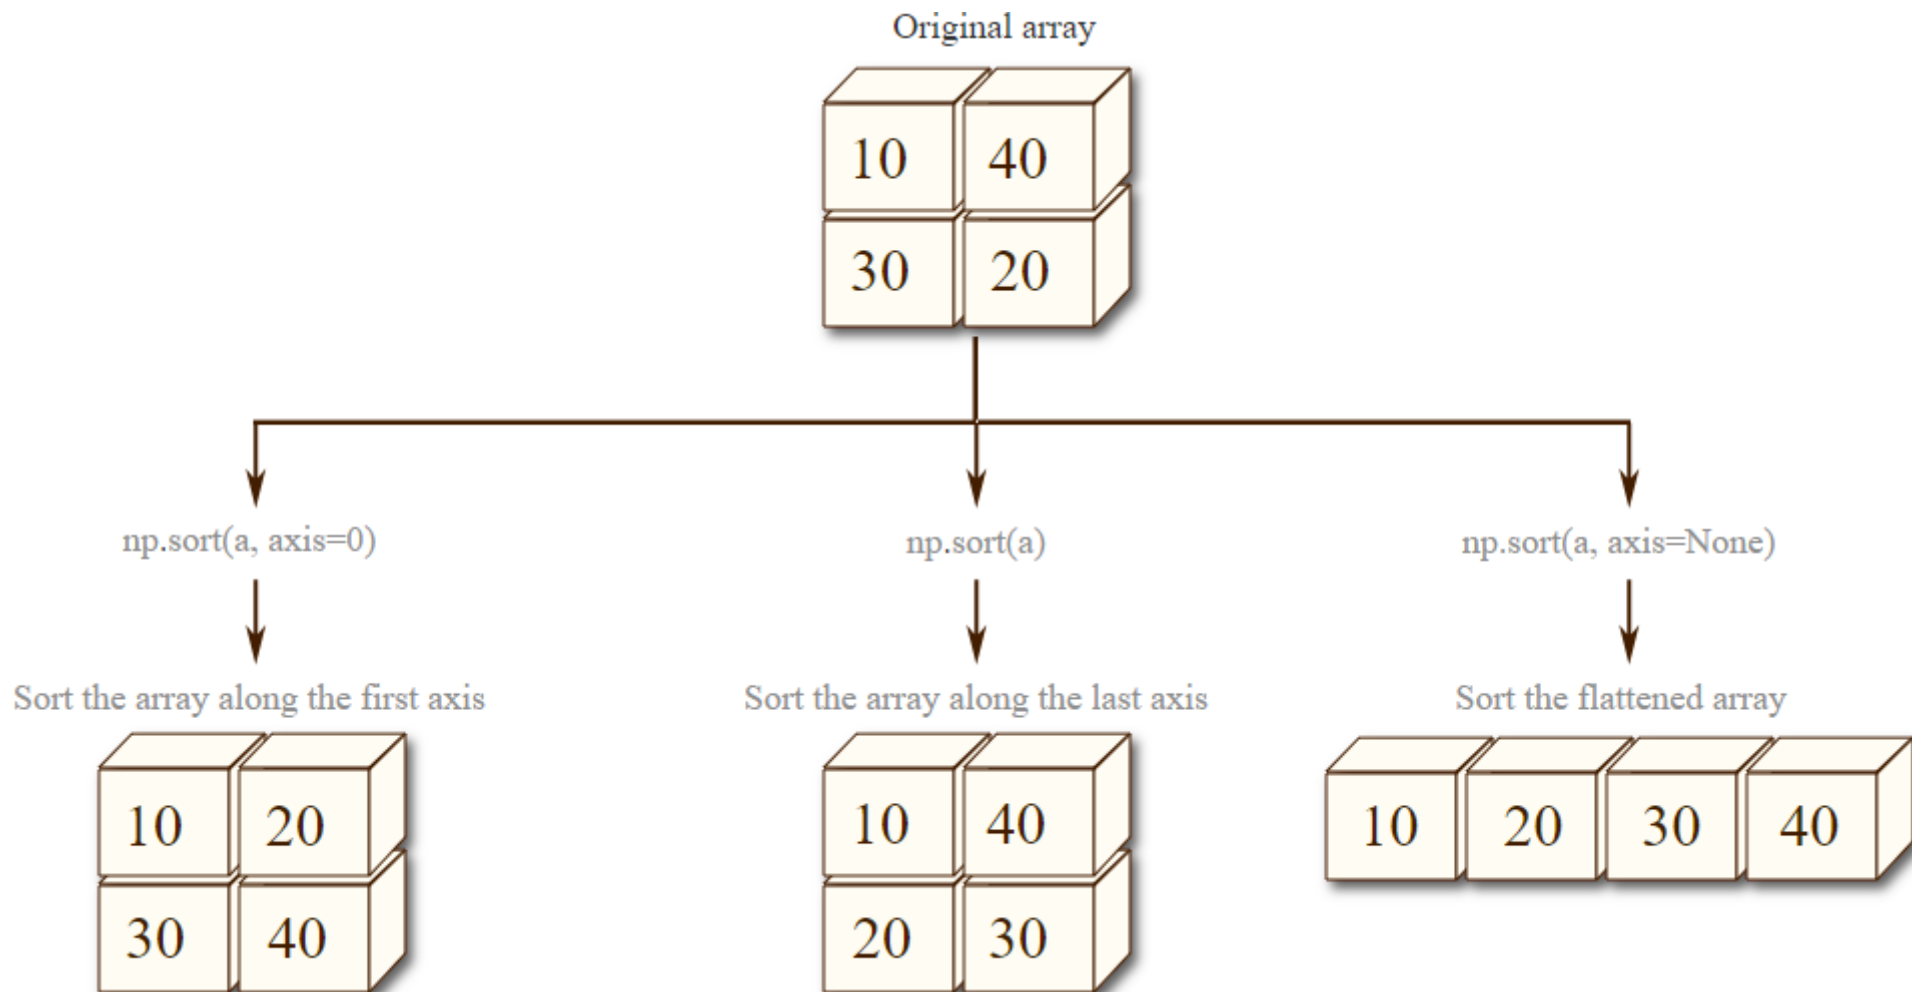 Original array
10 40
30 20
np.sort(a, axis=0)
np.sort(a)
np.sort(a, axis=None)
Sort the array along the first axis
Sort the array along the last axis
Sort the flattened array
10 20
30 40
10 40
20 30
10 20 30 40